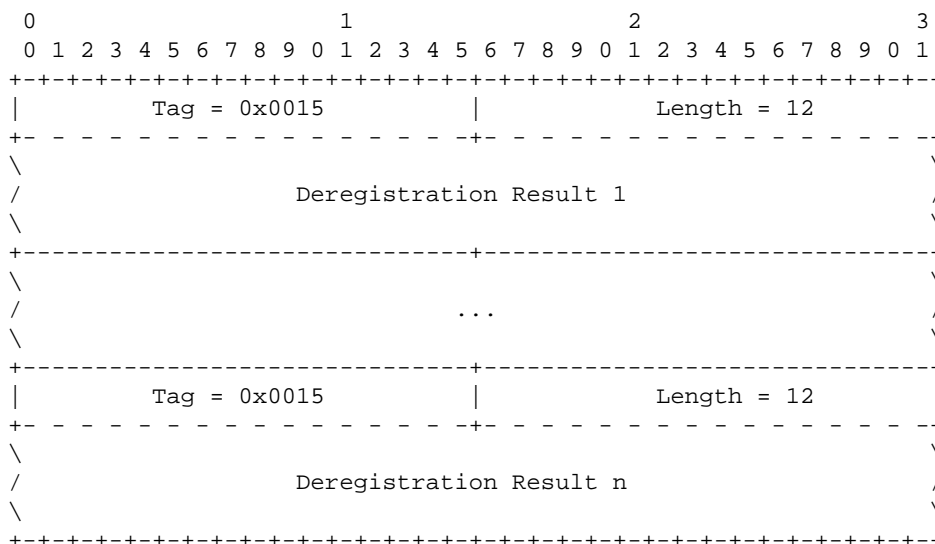 0                   1                   2                   3
 0 1 2 3 4 5 6 7 8 9 0 1 2 3 4 5 6 7 8 9 0 1 2 3 4 5 6 7 8 9 0 1
+-+-+-+-+-+-+-+-+-+-+-+-+-+-+-+-+-+-+-+-+-+-+-+-+-+-+-+-+-+-+-+--
|         Tag = 0x0015          |            Length = 12
+- - - - - - - - - - - - - - - -+- - - - - - - - - - - - - - - --
\                                                               \
/                   Deregistration Result 1                     /
\                                                               \
+-------------------------------+--------------------------------
\                                                               \
/                              ...                              /
\                                                               \
+-------------------------------+--------------------------------
|         Tag = 0x0015          |            Length = 12
+- - - - - - - - - - - - - - - -+- - - - - - - - - - - - - - - --
\                                                               \
/                   Deregistration Result n                     /
\                                                               \
+-+-+-+-+-+-+-+-+-+-+-+-+-+-+-+-+-+-+-+-+-+-+-+-+-+-+-+-+-+-+-+--